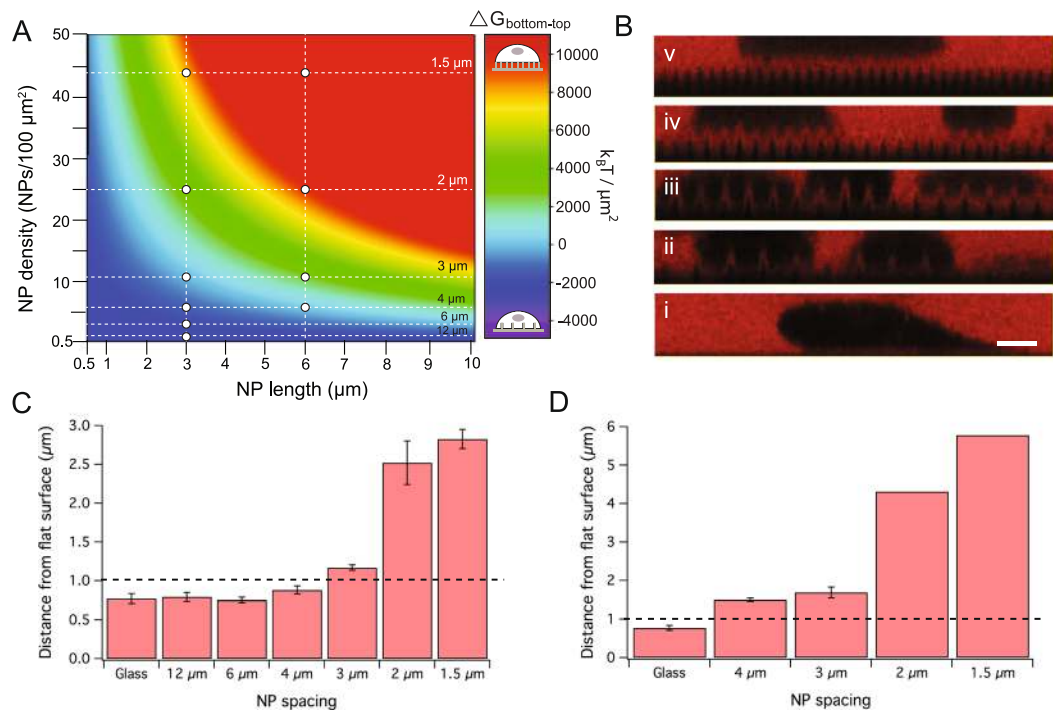 A
△ G bottom-top
B
NP density (NPs/100 µm²)
50
40
30
20
10
0.5
1.5 µm
2 µm
3 µm
4 µm
6 µm
12 µm
0.5 1 2 3 4 5 6 7 8 9 10
NP length (µm)
10000
8000
6000
4000
2000
0
-2000
-4000
k_BT / µm²
v
iv
iii
ii
i
C
Distance from flat surface (µm)
3.0
2.5
2.0
1.5
1.0
0.5
0.0
Glass 12 µm 6 µm 4 µm 3 µm 2 µm 1.5 µm
NP spacing
D
Distance from flat surface (µm)
6
5
4
3
2
1
0
Glass 4 µm 3 µm 2 µm 1.5 µm
NP spacing